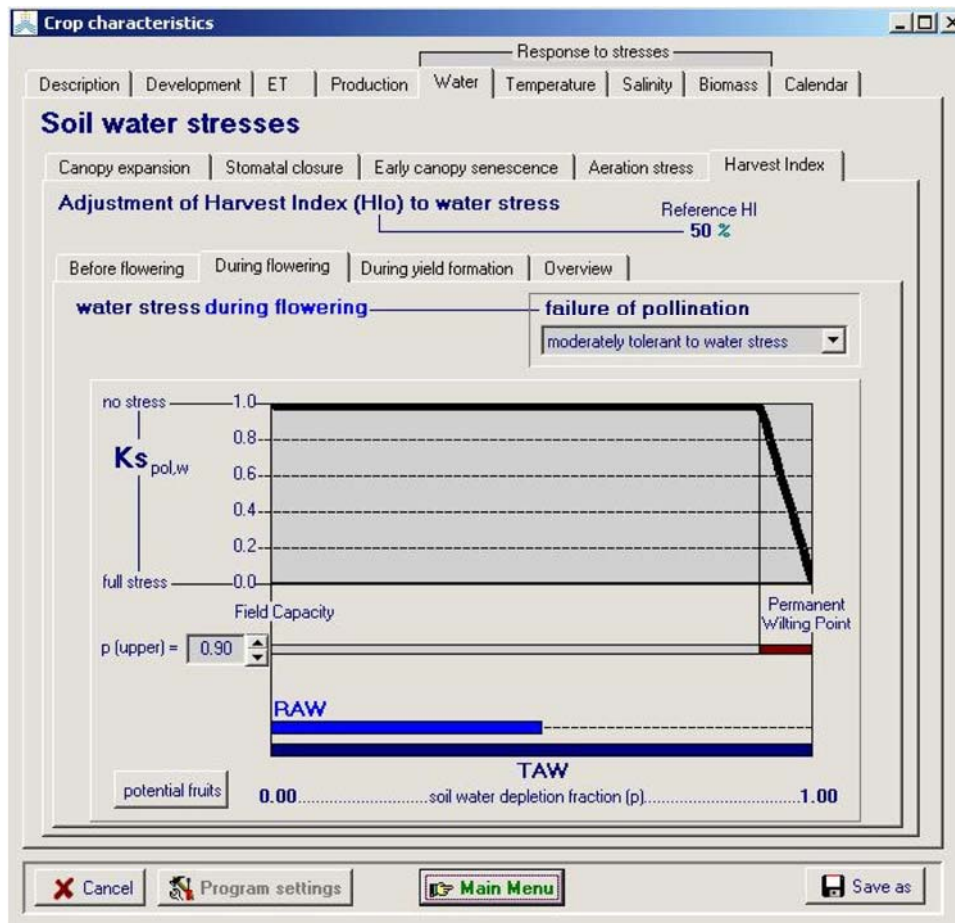 Crop characteristics
Response to stresses
Description Development ET Production Water Temperature Salinity Biomass Calendar
Soil water stresses
Canopy expansion Stomatal closure Early canopy senescence Aeration stress Harvest Index
Adjustment of Harvest Index (HIo) to water stress
Reference HI
50 %
Before flowering During flowering During yield formation Overview
water stress during flowering failure of pollination
moderately tolerant to water stress
no stress 1.0
0.8
Ks pol,w
0.6
0.4
0.2
full stress 0.0
Field Capacity
Permanent
Wilting Point
p (upper) = 0.90
RAW
TAW
potential fruits
0.00 soil water depletion fraction (p) 1.00
Cancel Program settings Main Menu Save as